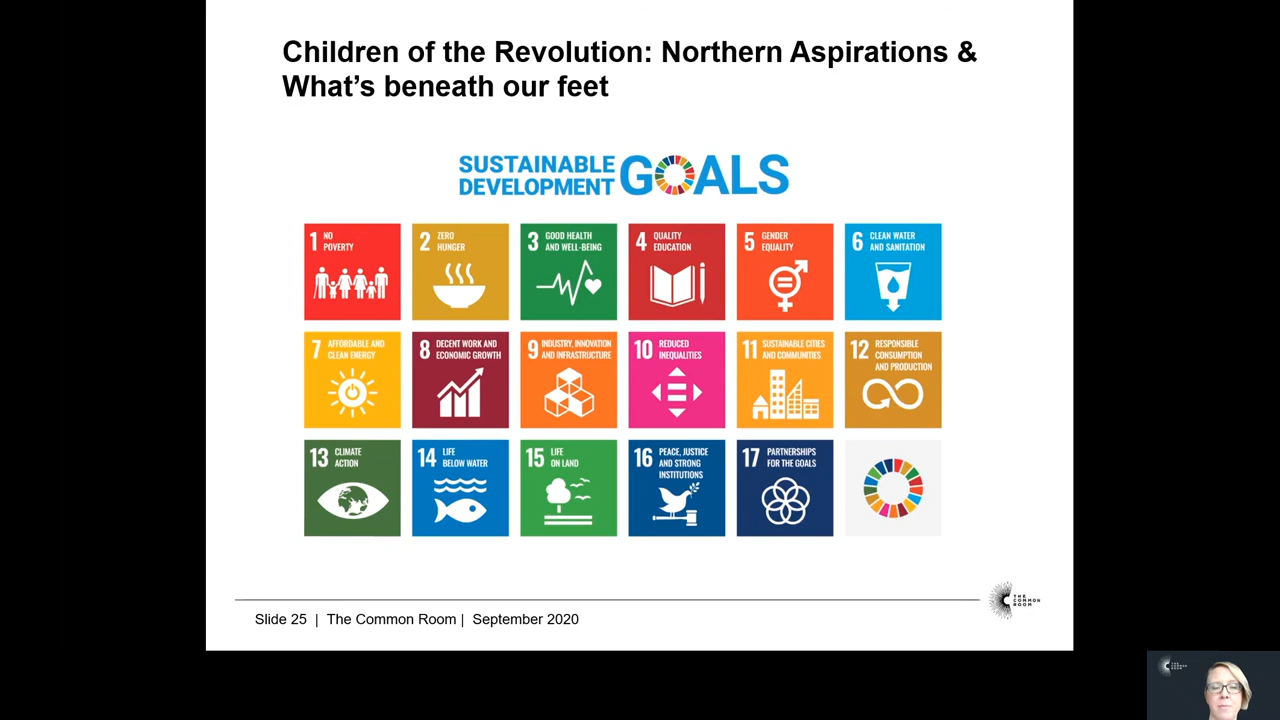 Children of the Revolution: Northern Aspirations &
What's beneath our feet
SUSTAINABLE
DEVELOPMENT
GOALS
1 NO
POVERTY
2 ZERO
HUNGER
3 GOOD HEALTH
AND WELL-BEING
4 QUALITY
EDUCATION
5 GENDER
EQUALITY
6 CLEAN WATER
AND SANITATION
7 AFFORDABLE AND
CLEAN ENERGY
8 DECENT WORK AND
ECONOMIC GROWTH
9 INDUSTRY, INNOVATION
AND INFRASTRUCTURE
10 REDUCED
INEQUALITIES
11 SUSTAINABLE CITIES
AND COMMUNITIES
12 RESPONSIBLE
CONSUMPTION
AND PRODUCTION
13 CLIMATE
ACTION
14 LIFE
BELOW WATER
15 LIFE
ON LAND
16 PEACE, JUSTICE
AND STRONG
INSTITUTIONS
17 PARTNERSHIPS
FOR THE GOALS
THE
COMMON
ROOM
Slide 25 | The Common Room | September 2020
THE
COMMON
ROOM